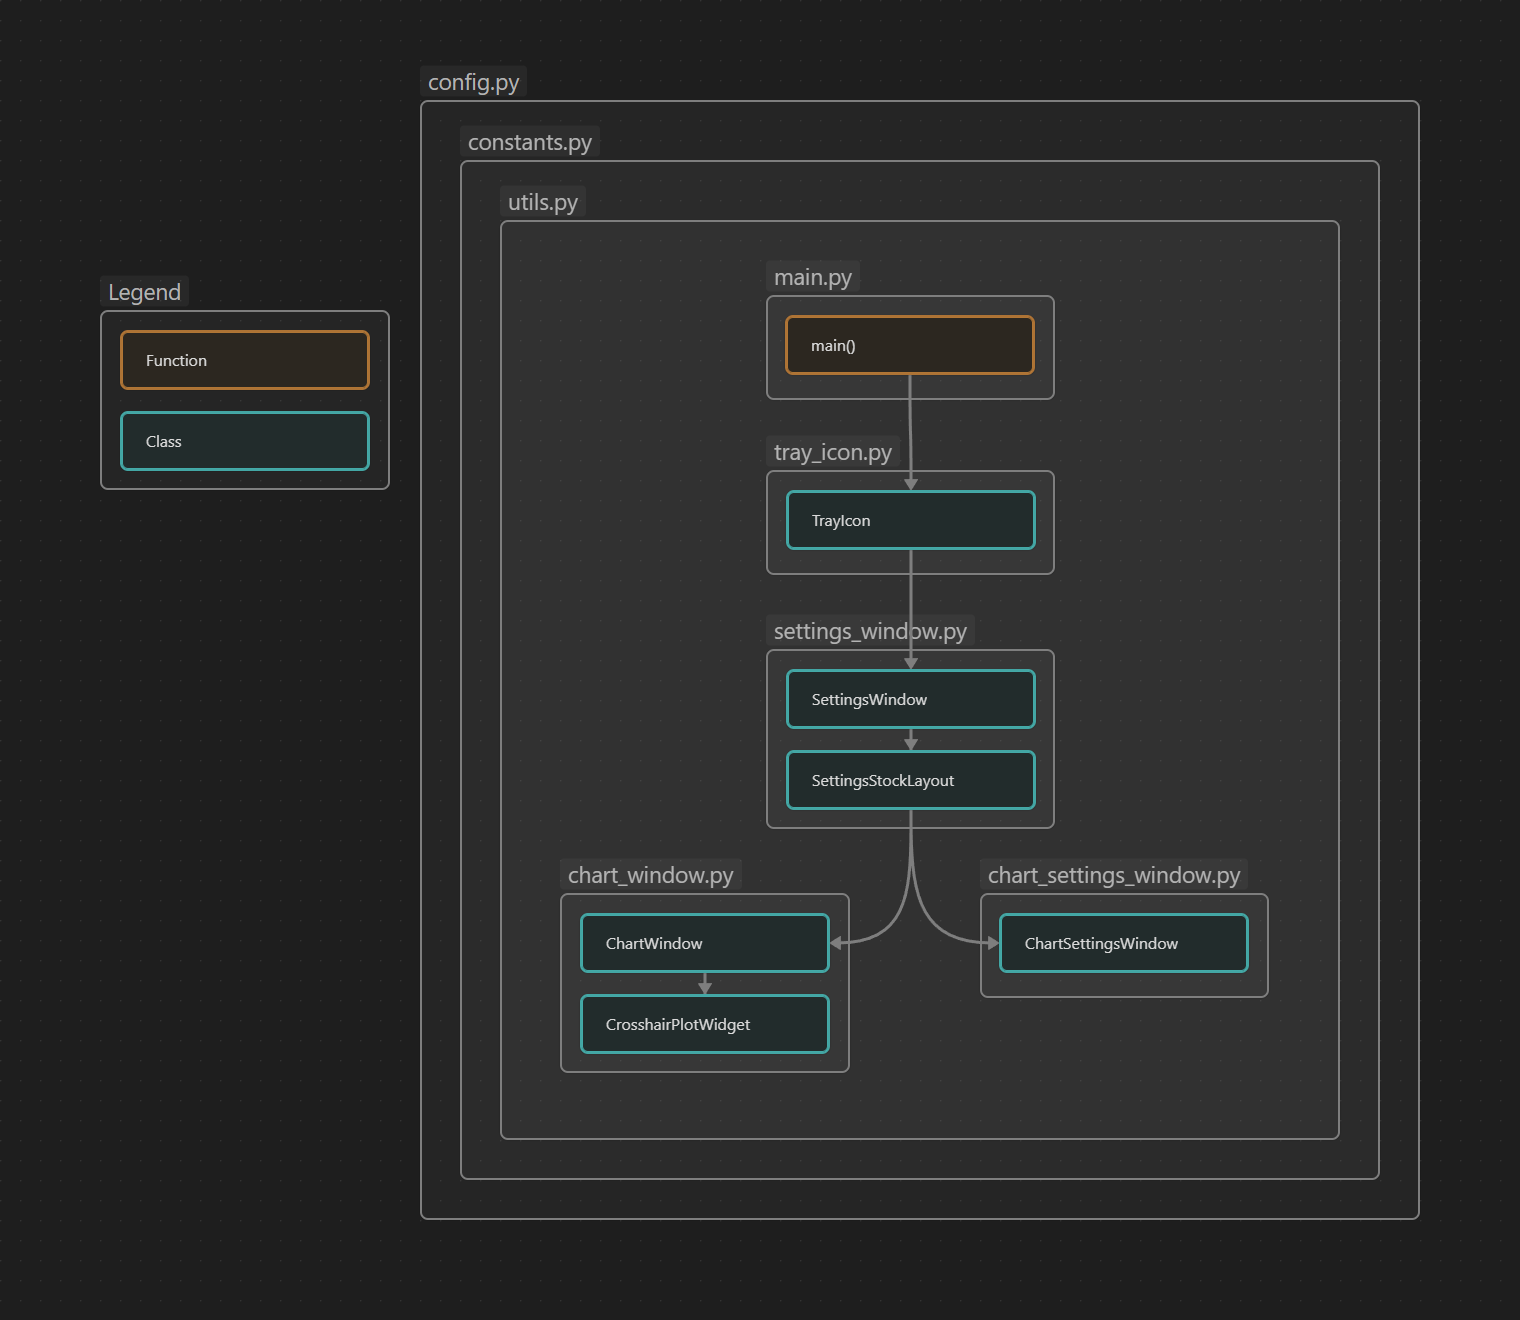 config.py
constants.py
utils.py
main.py
Legend
main()
Function
Class
tray_icon.py
TrayIcon
settings_window.py
SettingsWindow
SettingsStockLayout
chart_window.py
chart_settings_window.py
ChartWindow
ChartSettingsWindow
CrosshairPlotWidget